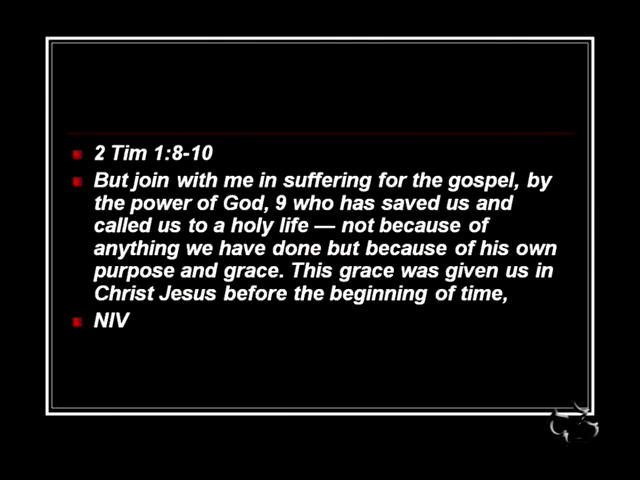 2 Tim 1:8-10
But join with me in suffering for the gospel, by
the power of God, 9 who has saved us and
called us to a holy life — not because of
anything we have done but because of his own
purpose and grace. This grace was given us in
Christ Jesus before the beginning of time,
NIV